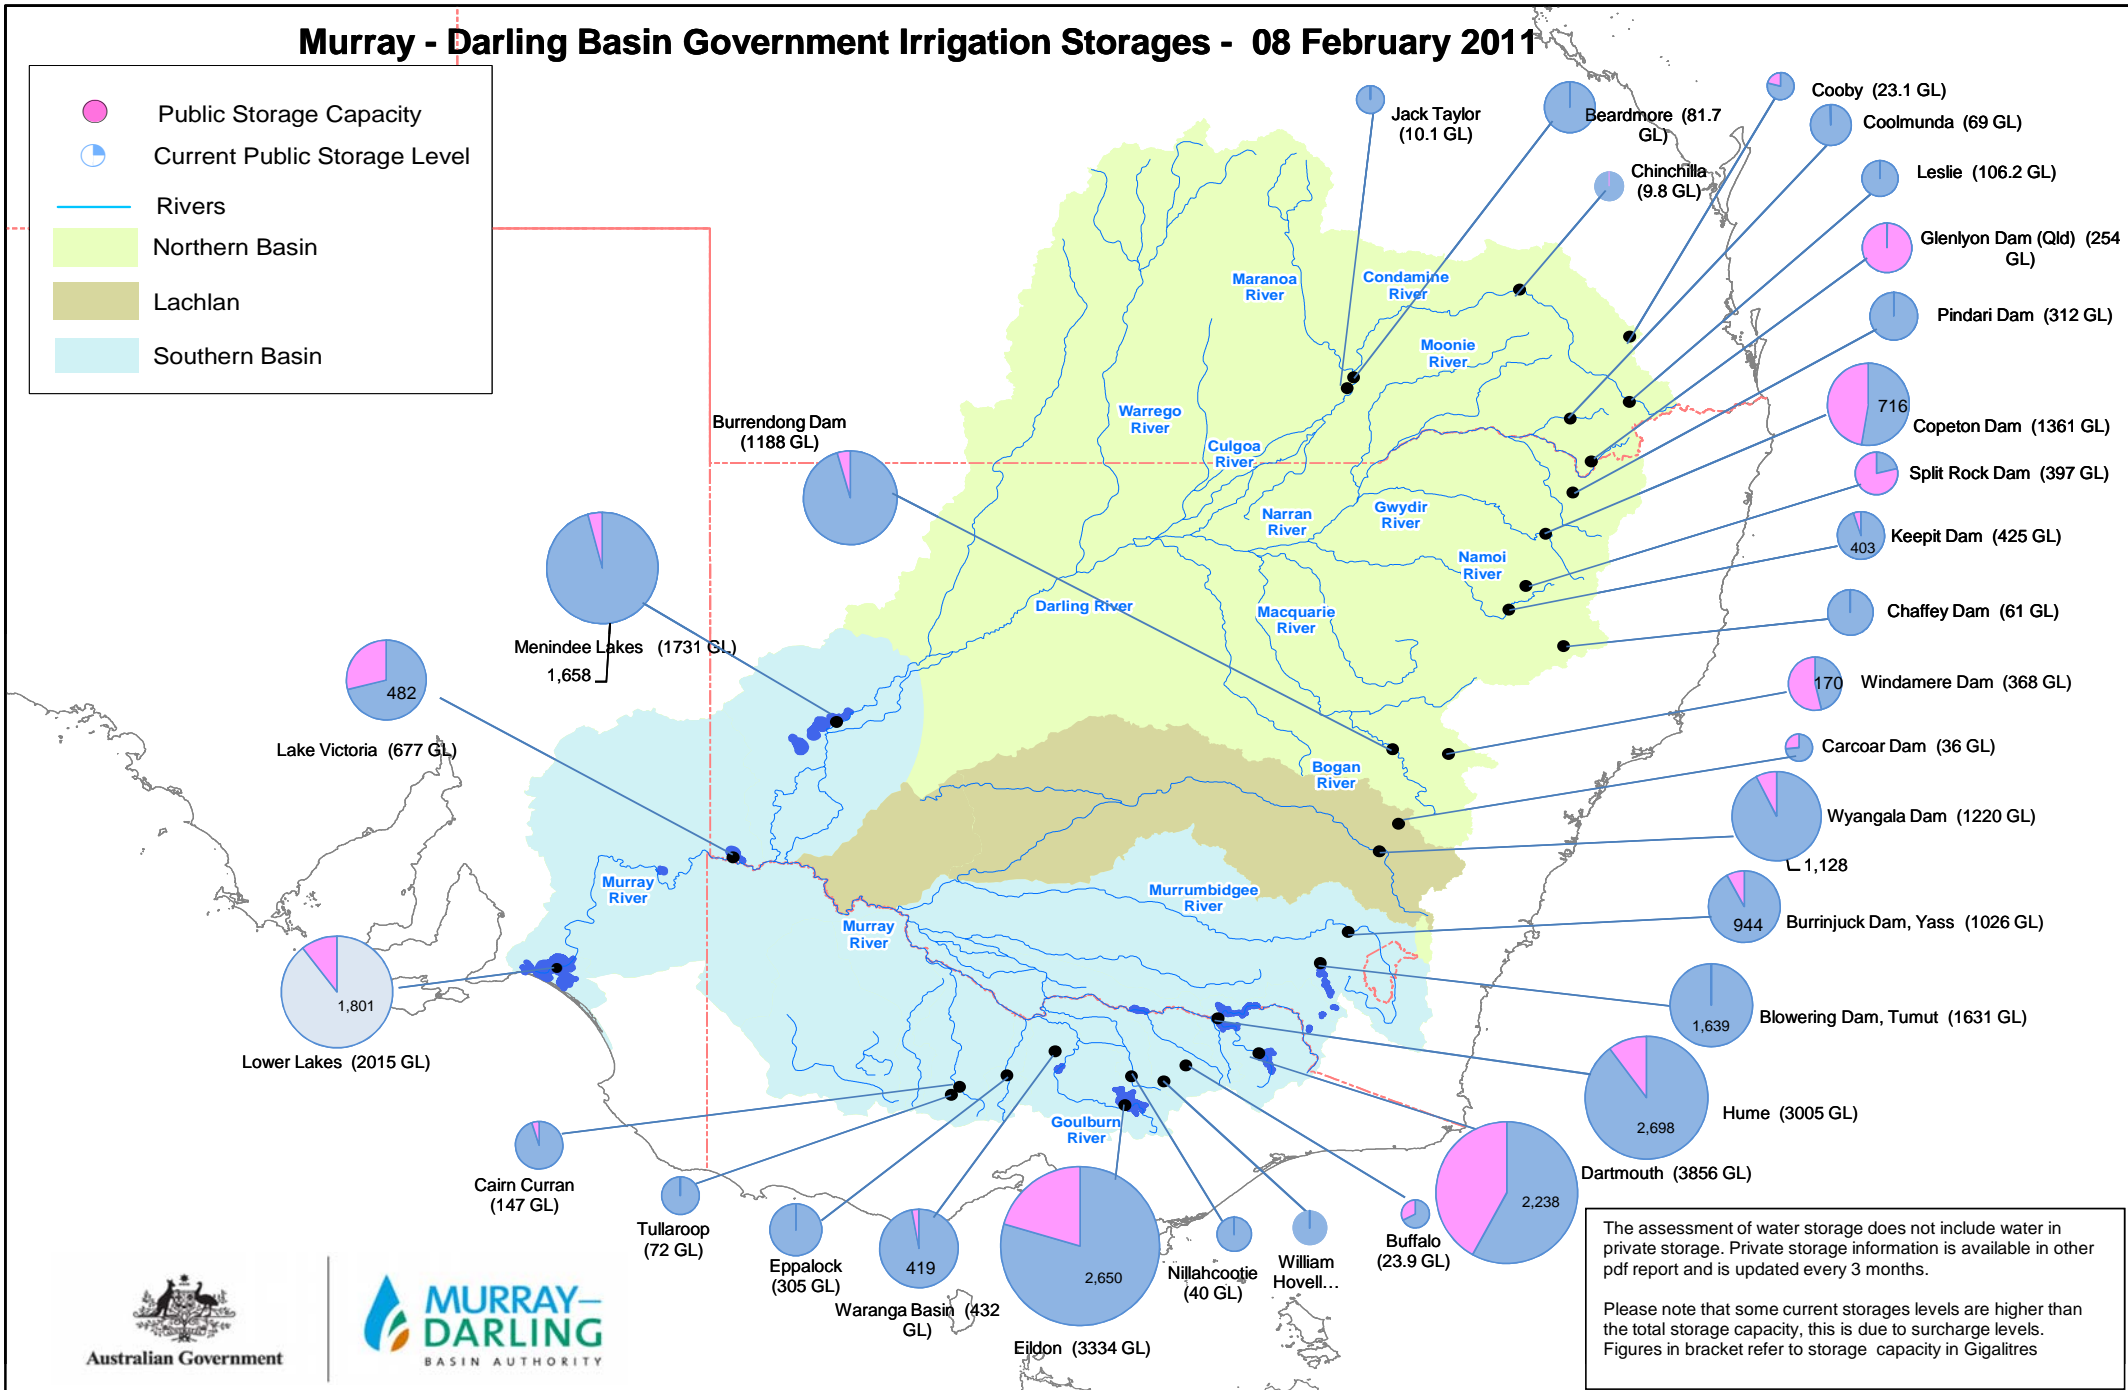 Murray - Darling Basin Government Irrigation Storages - 08 February 2011
Public Storage Capacity
Current Public Storage Level
Rivers
Northern Basin
Lachlan
Southern Basin
Jack Taylor
(10.1 GL)
Beardmore (81.7
GL)
Chinchilla
(9.8 GL)
Cooby (23.1 GL)
Coolmunda (69 GL)
Leslie (106.2 GL)
Glenlyon Dam (Qld) (254
GL)
Pindari Dam (312 GL)
716
Copeton Dam (1361 GL)
Split Rock Dam (397 GL)
Keepit Dam (425 GL)
403
Chaffey Dam (61 GL)
170
Windamere Dam (368 GL)
Carcoar Dam (36 GL)
Wyangala Dam (1220 GL)
1,128
944
Burrinjuck Dam, Yass (1026 GL)
Blowering Dam, Tumut (1631 GL)
1,639
Hume (3005 GL)
2,698
Dartmouth (3856 GL)
2,238
Maranoa
River
Condamine
River
Moonie
River
Warrego
River
Culgoa
River
Narran
River
Gwydir
River
Namoi
River
Darling River
Macquarie
River
Bogan
River
Murrumbidgee
River
Murray
River
Murray
River
Goulburn
River
Burrendong Dam
(1188 GL)
Menindee Lakes (1731 GL)
1,658
482
Lake Victoria (677 GL)
1,801
Lower Lakes (2015 GL)
Cairn Curran
(147 GL)
Tullaroop
(72 GL)
Eppalock
(305 GL)
419
Waranga Basin (432
GL)
2,650
Eildon (3334 GL)
Nillahcootie
(40 GL)
William
Hovell...
Buffalo
(23.9 GL)
The assessment of water storage does not include water in
private storage. Private storage information is available in other
pdf report and is updated every 3 months.
Please note that some current storages levels are higher than
the total storage capacity, this is due to surcharge levels.
Figures in bracket refer to storage capacity in Gigalitres
Australian Government
MURRAY–
DARLING
BASIN AUTHORITY